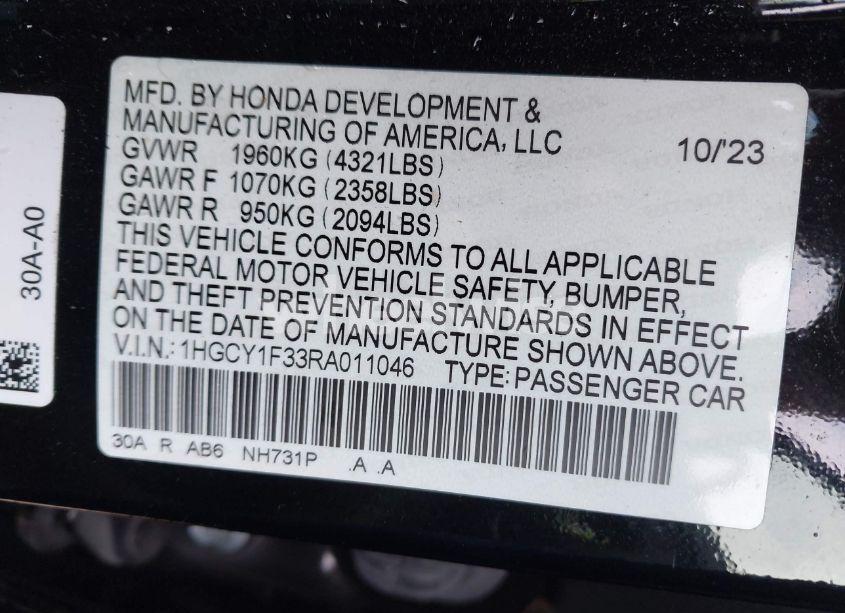 MFD. BY HONDA DEVELOPMENT &
MANUFACTURING OF AMERICA, LLC 10/'23
GVWR 1960KG (4321LBS)
GAWR F 1070KG (2358LBS)
GAWR R 950KG (2094LBS)
THIS VEHICLE CONFORMS TO ALL APPLICABLE
FEDERAL MOTOR VEHICLE SAFETY, BUMPER,
AND THEFT PREVENTION STANDARDS IN EFFECT
ON THE DATE OF MANUFACTURE SHOWN ABOVE.
V.I.N.: 1HGCY1F33RA011046 TYPE: PASSENGER CAR
30A R AB6 NH731P .A .A
30A-A0